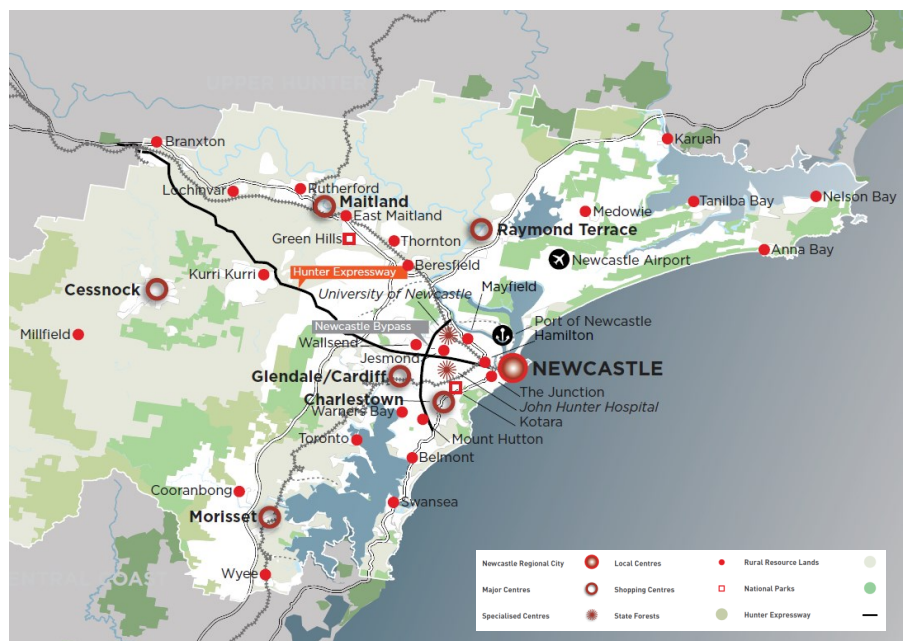 UPPER HUNTER
Karuah
Branxton
Lochinvar
Rutherford
Maitland
East Maitland
Tanilba Bay
Nelson Bay
Medowie
Green Hills
Thornton
Raymond Terrace
Anna Bay
Newcastle Airport
Beresfield
Kurri Kurri
Hunter Expressway
Cessnock
University of Newcastle
Mayfield
Millfield
Newcastle Bypass
Port of Newcastle
Wallsend
Hamilton
Jesmond
NEWCASTLE
Glendale/Cardiff
The Junction
Charlestown
John Hunter Hospital
Warners Bay
Kotara
Toronto
Mount Hutton
Belmont
Cooranbong
Swansea
Morisset
Wyee
CENTRAL COAST
Newcastle Regional City
Local Centres
Rural Resource Lands
Major Centres
Shopping Centres
National Parks
Specialised Centres
State Forests
Hunter Expressway